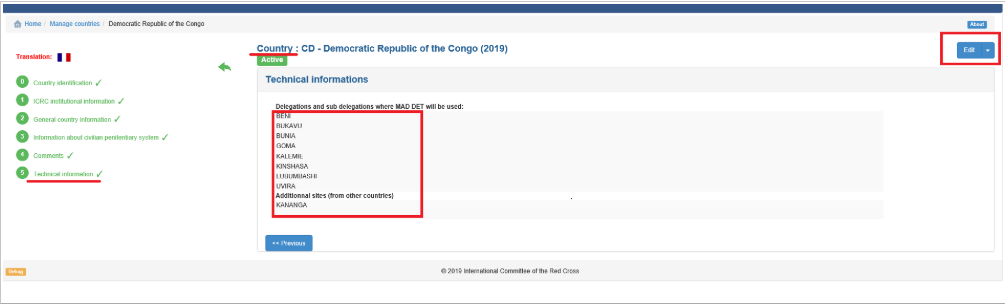 Home / Manage countries / Democratic Republic of the Congo
About
Translation:
0 Country identification ✓
1 ICRC institutional information ✓
2 General country information ✓
3 Information about civilian penitentiary system ✓
4 Comments ✓
5 Technical information ✓
Country : CD - Democratic Republic of the Congo (2019)
Active
Edit
Technical informations
Delegations and sub delegations where MAD DET will be used:
BENI
BUKAVU
BUNIA
GOMA
KALEMIE
KINSHASA
LUBUMBASHI
UVIRA
Additionnal sites (from other countries)
KANANGA
<< Previous
Debug
© 2019 International Committee of the Red Cross